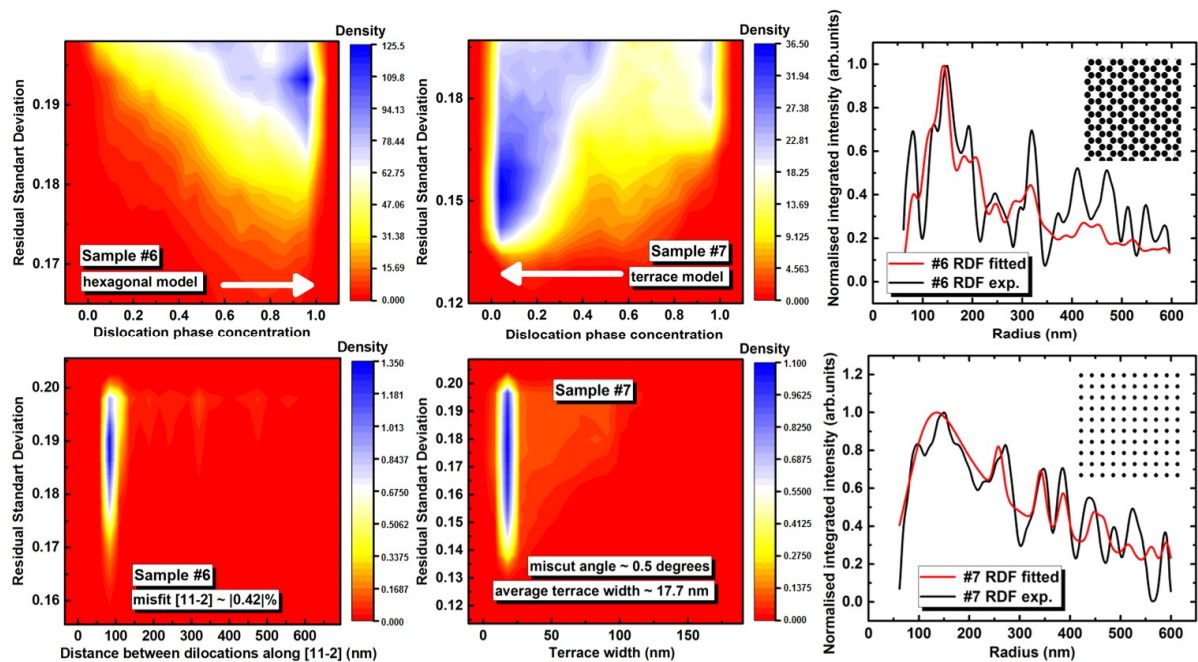 Density
125.5
109.8
94.13
78.44
62.75
47.06
31.38
15.69
0.000
0.19
0.18
0.17
Residual Standart Deviation
Sample #6
hexagonal model
0.0 0.2 0.4 0.6 0.8 1.0
Dislocation phase concentration
Density
36.50
31.94
27.38
22.81
18.25
13.69
9.125
4.563
0.000
0.18
0.15
0.12
Residual Standart Deviation
Sample #7
terrace model
0.0 0.2 0.4 0.6 0.8 1.0
Dislocation phase concentration
Normalised integrated intensity (arb.units)
1.0
0.8
0.6
0.4
0.2
0.0
#6 RDF fitted
#6 RDF exp.
0 100 200 300 400 500 600
Radius (nm)
Density
1.350
1.181
1.013
0.8437
0.6750
0.5062
0.3375
0.1687
0.000
0.20
0.19
0.18
0.17
0.16
Residual Standart Deviation
Sample #6
misfit [11-2] ~ |0.42|%
0 100 200 300 400 500 600
Distance between dilocations along [11-2] (nm)
Density
1.100
0.9625
0.8250
0.6875
0.5500
0.4125
0.2750
0.1375
0.000
0.20
0.19
0.18
0.17
0.16
0.15
0.14
0.13
0.12
Residual Standart Deviation
Sample #7
miscut angle ~ 0.5 degrees
average terrace width ~ 17.7 nm
0 50 100 150
Terrace width (nm)
Normalised integrated intensity (arb.units)
1.2
1.0
0.8
0.6
0.4
0.2
0.0
#7 RDF fitted
#7 RDF exp.
0 100 200 300 400 500 600
Radius (nm)